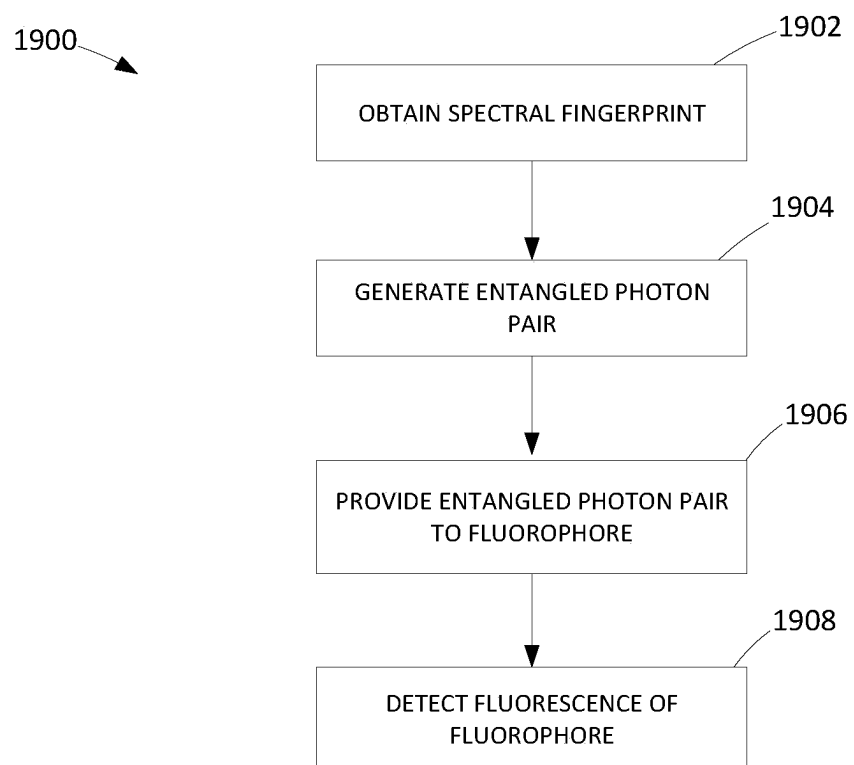 1900
1902
OBTAIN SPECTRAL FINGERPRINT
1904
GENERATE ENTANGLED PHOTON
PAIR
1906
PROVIDE ENTANGLED PHOTON PAIR
TO FLUOROPHORE
1908
DETECT FLUORESCENCE OF
FLUOROPHORE